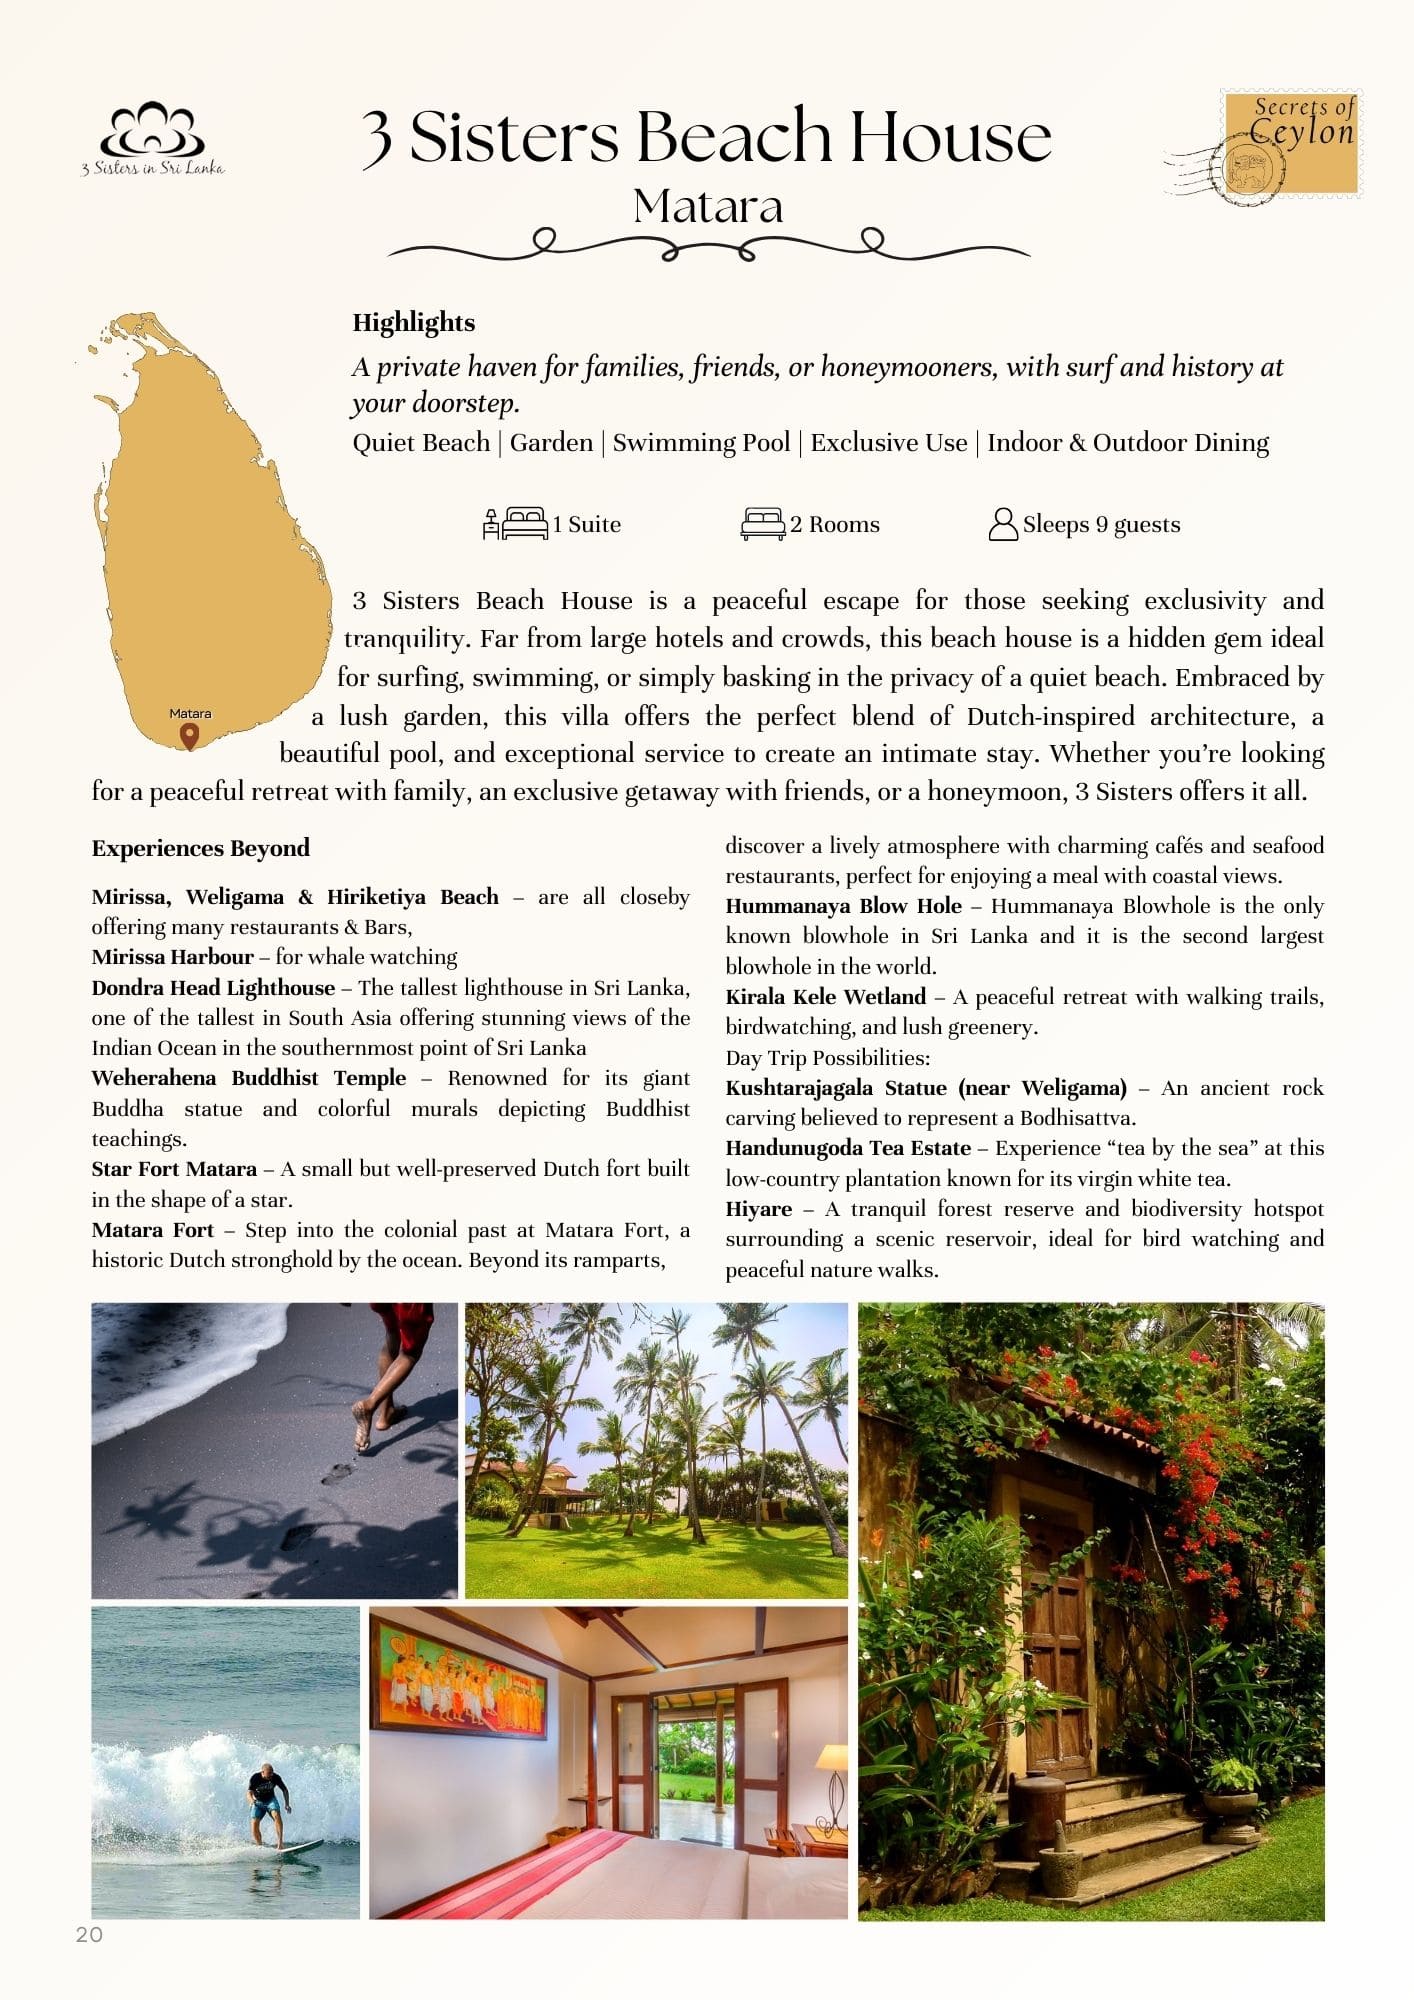 3 Sisters in Sri Lanka
3 Sisters Beach House
Matara
Secrets of
Ceylon
Highlights
A private haven for families, friends, or honeymooners, with surf and history at
your doorstep.
Quiet Beach | Garden | Swimming Pool | Exclusive Use | Indoor & Outdoor Dining
1 Suite
2 Rooms
Sleeps 9 guests
Matara
3 Sisters Beach House is a peaceful escape for those seeking exclusivity and
tranquility. Far from large hotels and crowds, this beach house is a hidden gem ideal
for surfing, swimming, or simply basking in the privacy of a quiet beach. Embraced by
a lush garden, this villa offers the perfect blend of Dutch-inspired architecture, a
beautiful pool, and exceptional service to create an intimate stay. Whether you’re looking
for a peaceful retreat with family, an exclusive getaway with friends, or a honeymoon, 3 Sisters offers it all.
Experiences Beyond
Mirissa, Weligama & Hiriketiya Beach – are all closeby
offering many restaurants & Bars,
Mirissa Harbour – for whale watching
Dondra Head Lighthouse – The tallest lighthouse in Sri Lanka,
one of the tallest in South Asia offering stunning views of the
Indian Ocean in the southernmost point of Sri Lanka
Weherahena Buddhist Temple – Renowned for its giant
Buddha statue and colorful murals depicting Buddhist
teachings.
Star Fort Matara – A small but well-preserved Dutch fort built
in the shape of a star.
Matara Fort – Step into the colonial past at Matara Fort, a
historic Dutch stronghold by the ocean. Beyond its ramparts,
discover a lively atmosphere with charming cafés and seafood
restaurants, perfect for enjoying a meal with coastal views.
Hummanaya Blow Hole – Hummanaya Blowhole is the only
known blowhole in Sri Lanka and it is the second largest
blowhole in the world.
Kirala Kele Wetland – A peaceful retreat with walking trails,
birdwatching, and lush greenery.
Day Trip Possibilities:
Kushtarajagala Statue (near Weligama) – An ancient rock
carving believed to represent a Bodhisattva.
Handunugoda Tea Estate – Experience “tea by the sea” at this
low-country plantation known for its virgin white tea.
Hiyare – A tranquil forest reserve and biodiversity hotspot
surrounding a scenic reservoir, ideal for bird watching and
peaceful nature walks.
20